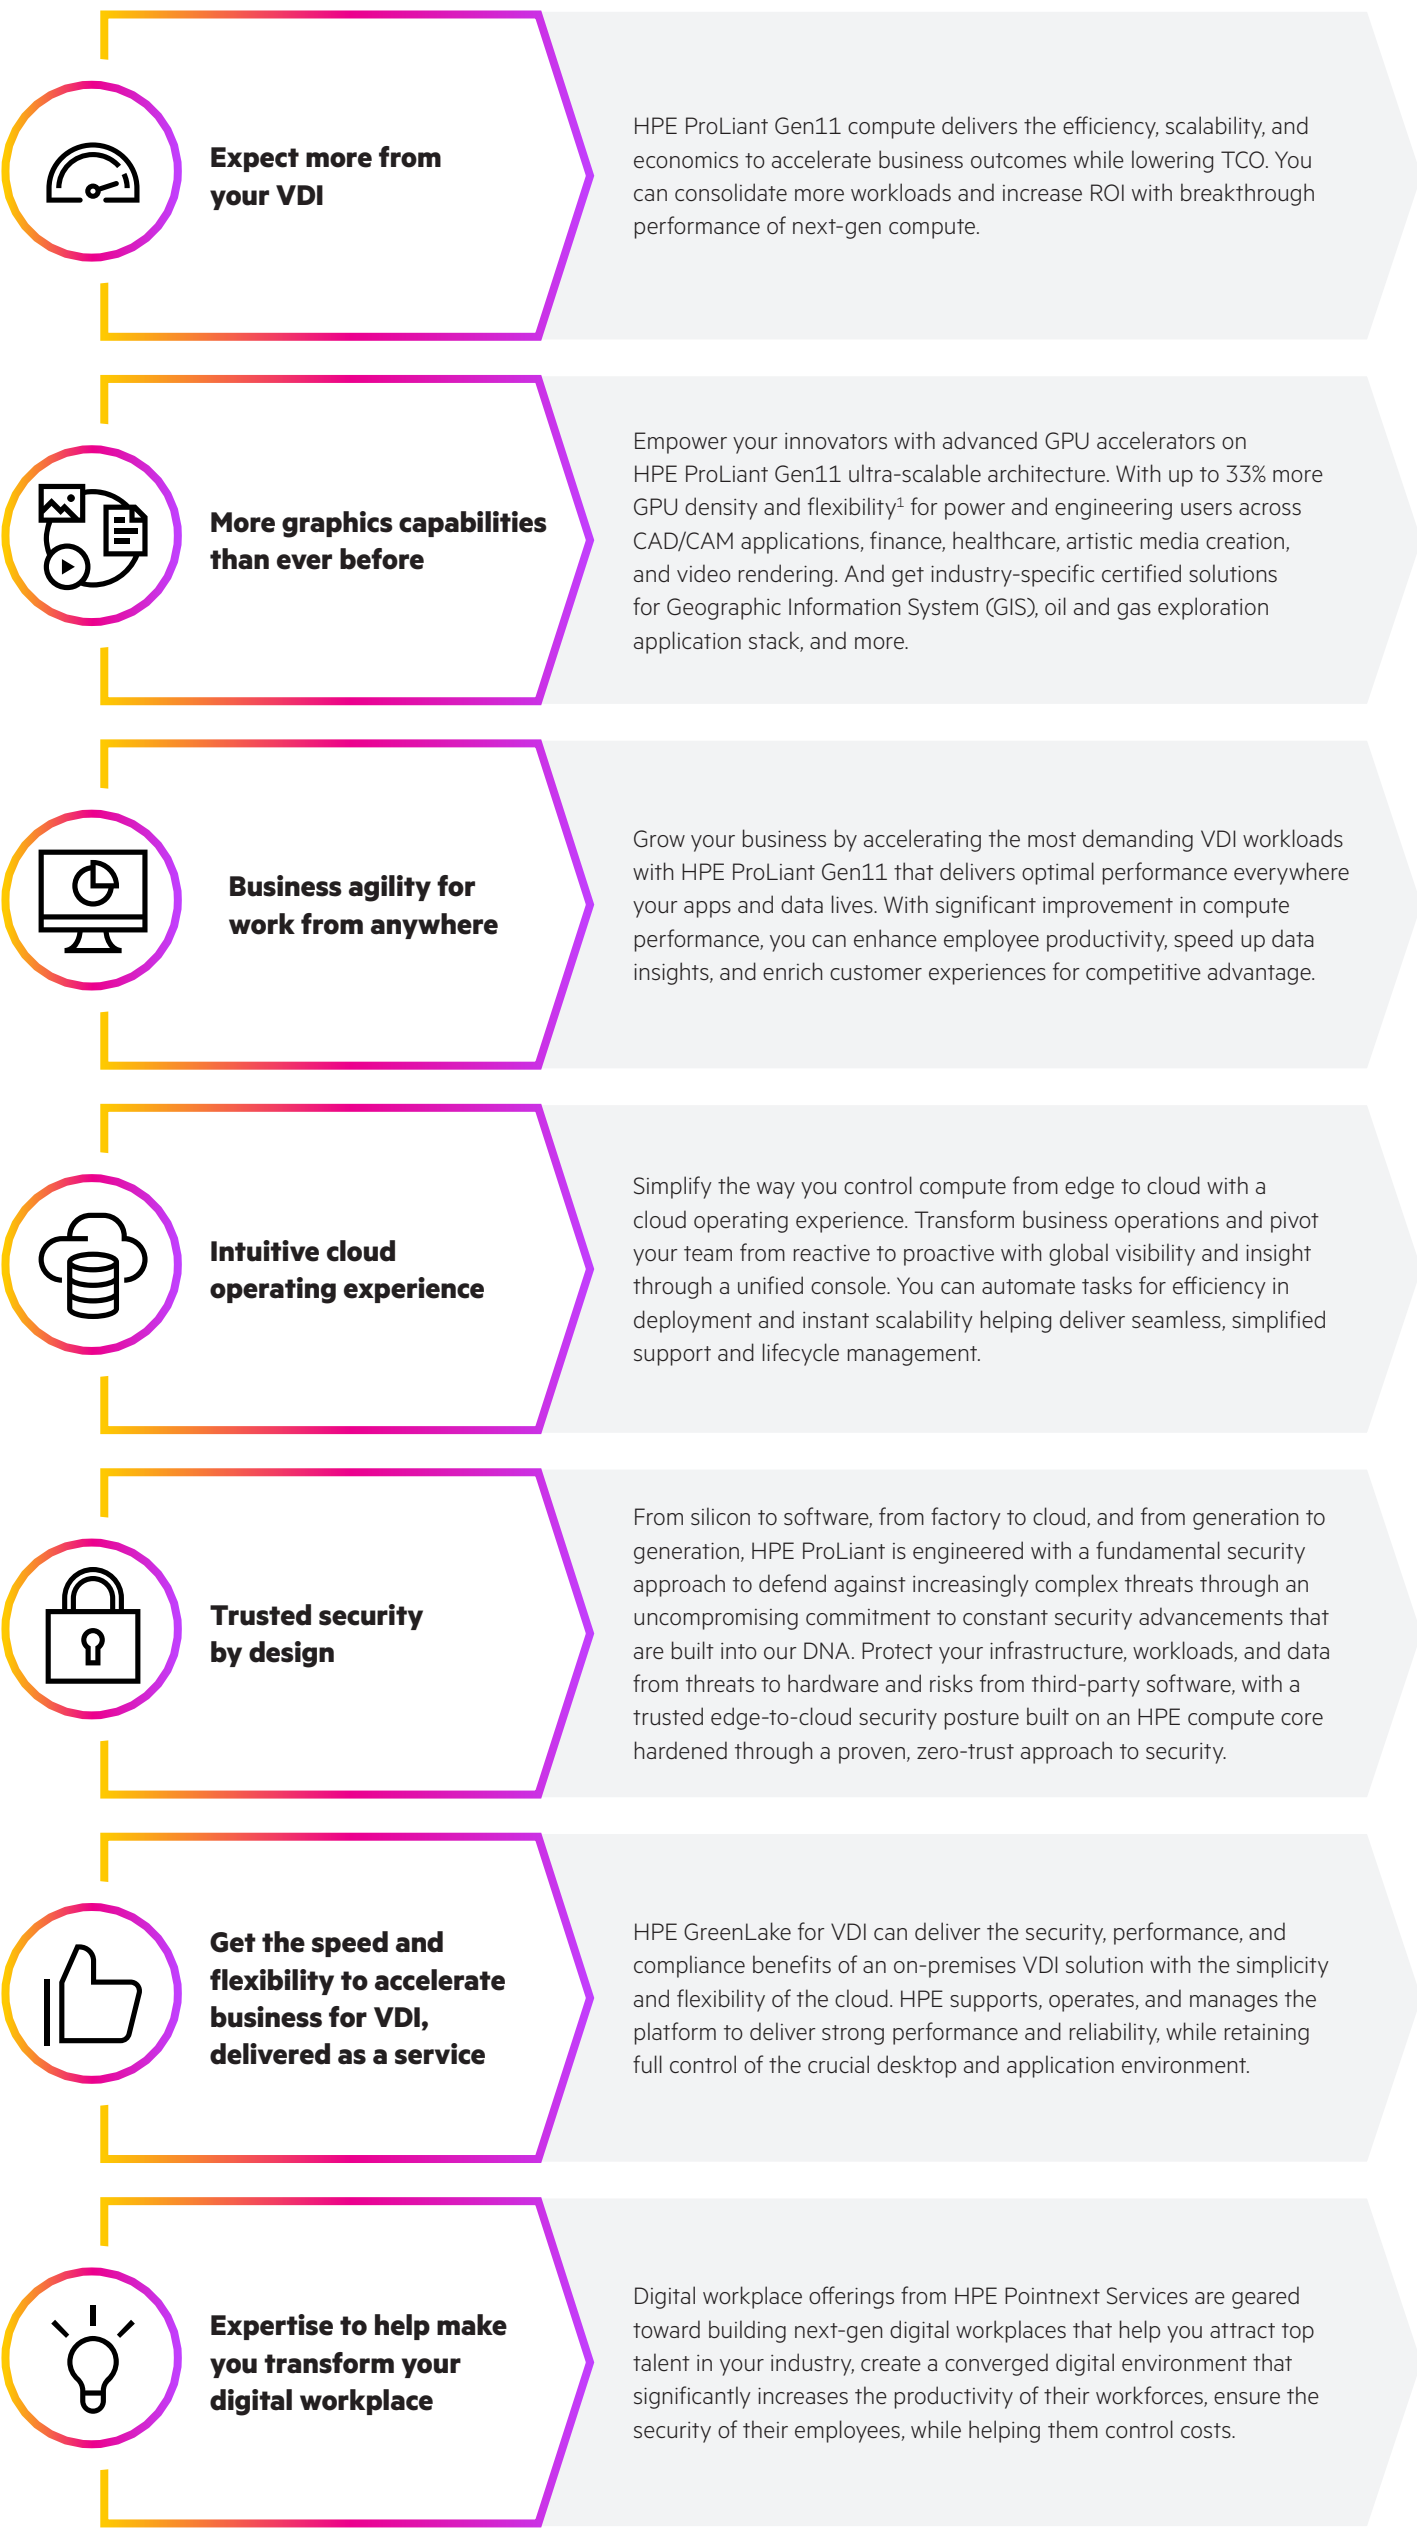 Expect more from
your VDI
HPE ProLiant Gen11 compute delivers the efficiency, scalability, and
economics to accelerate business outcomes while lowering TCO. You
can consolidate more workloads and increase ROI with breakthrough
performance of next-gen compute.
More graphics capabilities
than ever before
Empower your innovators with advanced GPU accelerators on
HPE ProLiant Gen11 ultra-scalable architecture. With up to 33% more
GPU density and flexibility¹ for power and engineering users across
CAD/CAM applications, finance, healthcare, artistic media creation,
and video rendering. And get industry-specific certified solutions
for Geographic Information System (GIS), oil and gas exploration
application stack, and more.
Business agility for
work from anywhere
Grow your business by accelerating the most demanding VDI workloads
with HPE ProLiant Gen11 that delivers optimal performance everywhere
your apps and data lives. With significant improvement in compute
performance, you can enhance employee productivity, speed up data
insights, and enrich customer experiences for competitive advantage.
Intuitive cloud
operating experience
Simplify the way you control compute from edge to cloud with a
cloud operating experience. Transform business operations and pivot
your team from reactive to proactive with global visibility and insight
through a unified console. You can automate tasks for efficiency in
deployment and instant scalability helping deliver seamless, simplified
support and lifecycle management.
Trusted security
by design
From silicon to software, from factory to cloud, and from generation to
generation, HPE ProLiant is engineered with a fundamental security
approach to defend against increasingly complex threats through an
uncompromising commitment to constant security advancements that
are built into our DNA. Protect your infrastructure, workloads, and data
from threats to hardware and risks from third-party software, with a
trusted edge-to-cloud security posture built on an HPE compute core
hardened through a proven, zero-trust approach to security.
Get the speed and
flexibility to accelerate
business for VDI,
delivered as a service
HPE GreenLake for VDI can deliver the security, performance, and
compliance benefits of an on-premises VDI solution with the simplicity
and flexibility of the cloud. HPE supports, operates, and manages the
platform to deliver strong performance and reliability, while retaining
full control of the crucial desktop and application environment.
Expertise to help make
you transform your
digital workplace
Digital workplace offerings from HPE Pointnext Services are geared
toward building next-gen digital workplaces that help you attract top
talent in your industry, create a converged digital environment that
significantly increases the productivity of their workforces, ensure the
security of their employees, while helping them control costs.